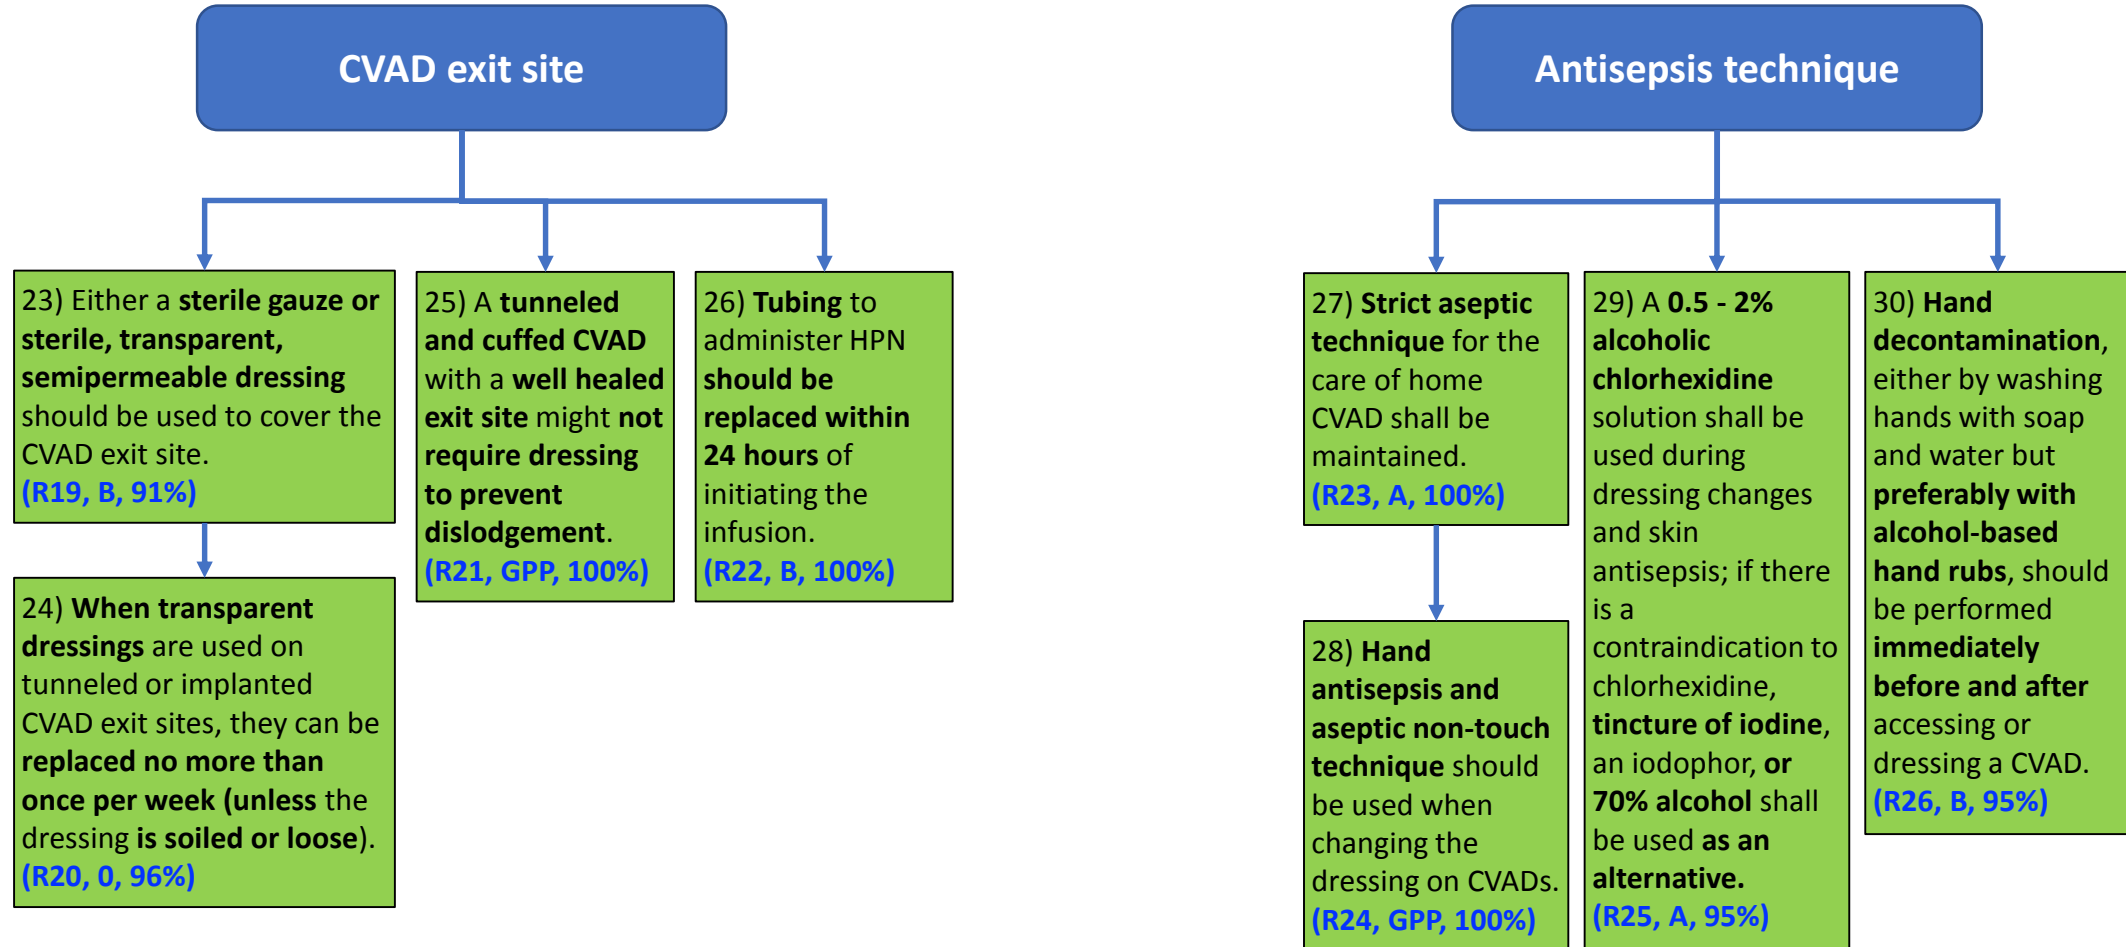 CVAD exit site
23) Either a sterile gauze or
sterile, transparent,
semipermeable dressing
should be used to cover the
CVAD exit site.
(R19, B, 91%)
24) When transparent
dressings are used on
tunneled or implanted
CVAD exit sites, they can be
replaced no more than
once per week (unless the
dressing is soiled or loose).
(R20, 0, 96%)
25) A tunneled
and cuffed CVAD
with a well healed
exit site might not
require dressing
to prevent
dislodgement.
(R21, GPP, 100%)
26) Tubing to
administer HPN
should be
replaced within
24 hours of
initiating the
infusion.
(R22, B, 100%)
Antisepsis technique
27) Strict aseptic
technique for the
care of home
CVAD shall be
maintained.
(R23, A, 100%)
28) Hand
antisepsis and
aseptic non-touch
technique should
be used when
changing the
dressing on CVADs.
(R24, GPP, 100%)
29) A 0.5 - 2%
alcoholic
chlorhexidine
solution shall be
used during
dressing changes
and skin
antisepsis; if there
is a
contraindication to
chlorhexidine,
tincture of iodine,
an iodophor, or
70% alcohol shall
be used as an
alternative.
(R25, A, 95%)
30) Hand
decontamination,
either by washing
hands with soap
and water but
preferably with
alcohol-based
hand rubs, should
be performed
immediately
before and after
accessing or
dressing a CVAD.
(R26, B, 95%)